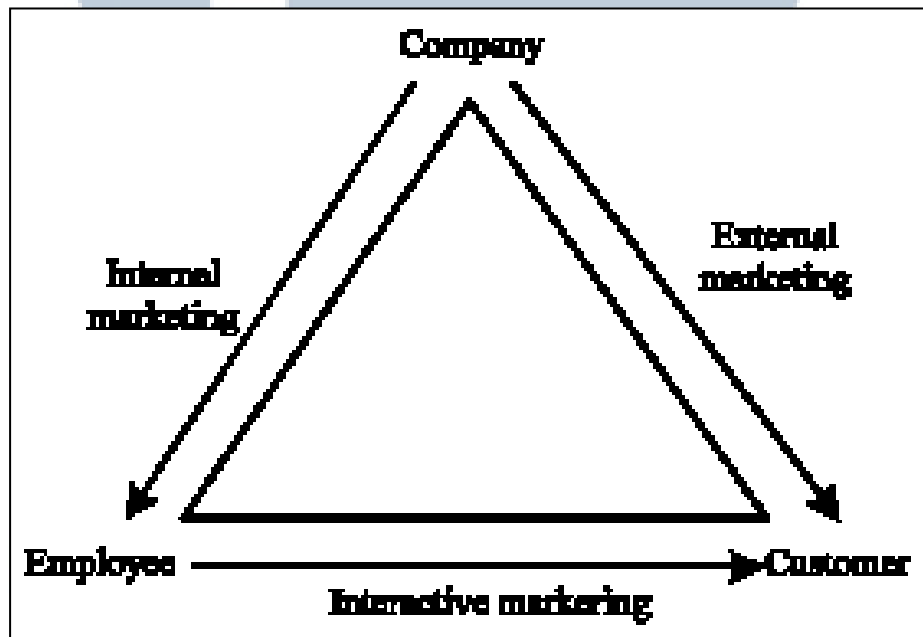 Company
External
marketing
Internal
marketing
Employee
Customer
Interactive markering